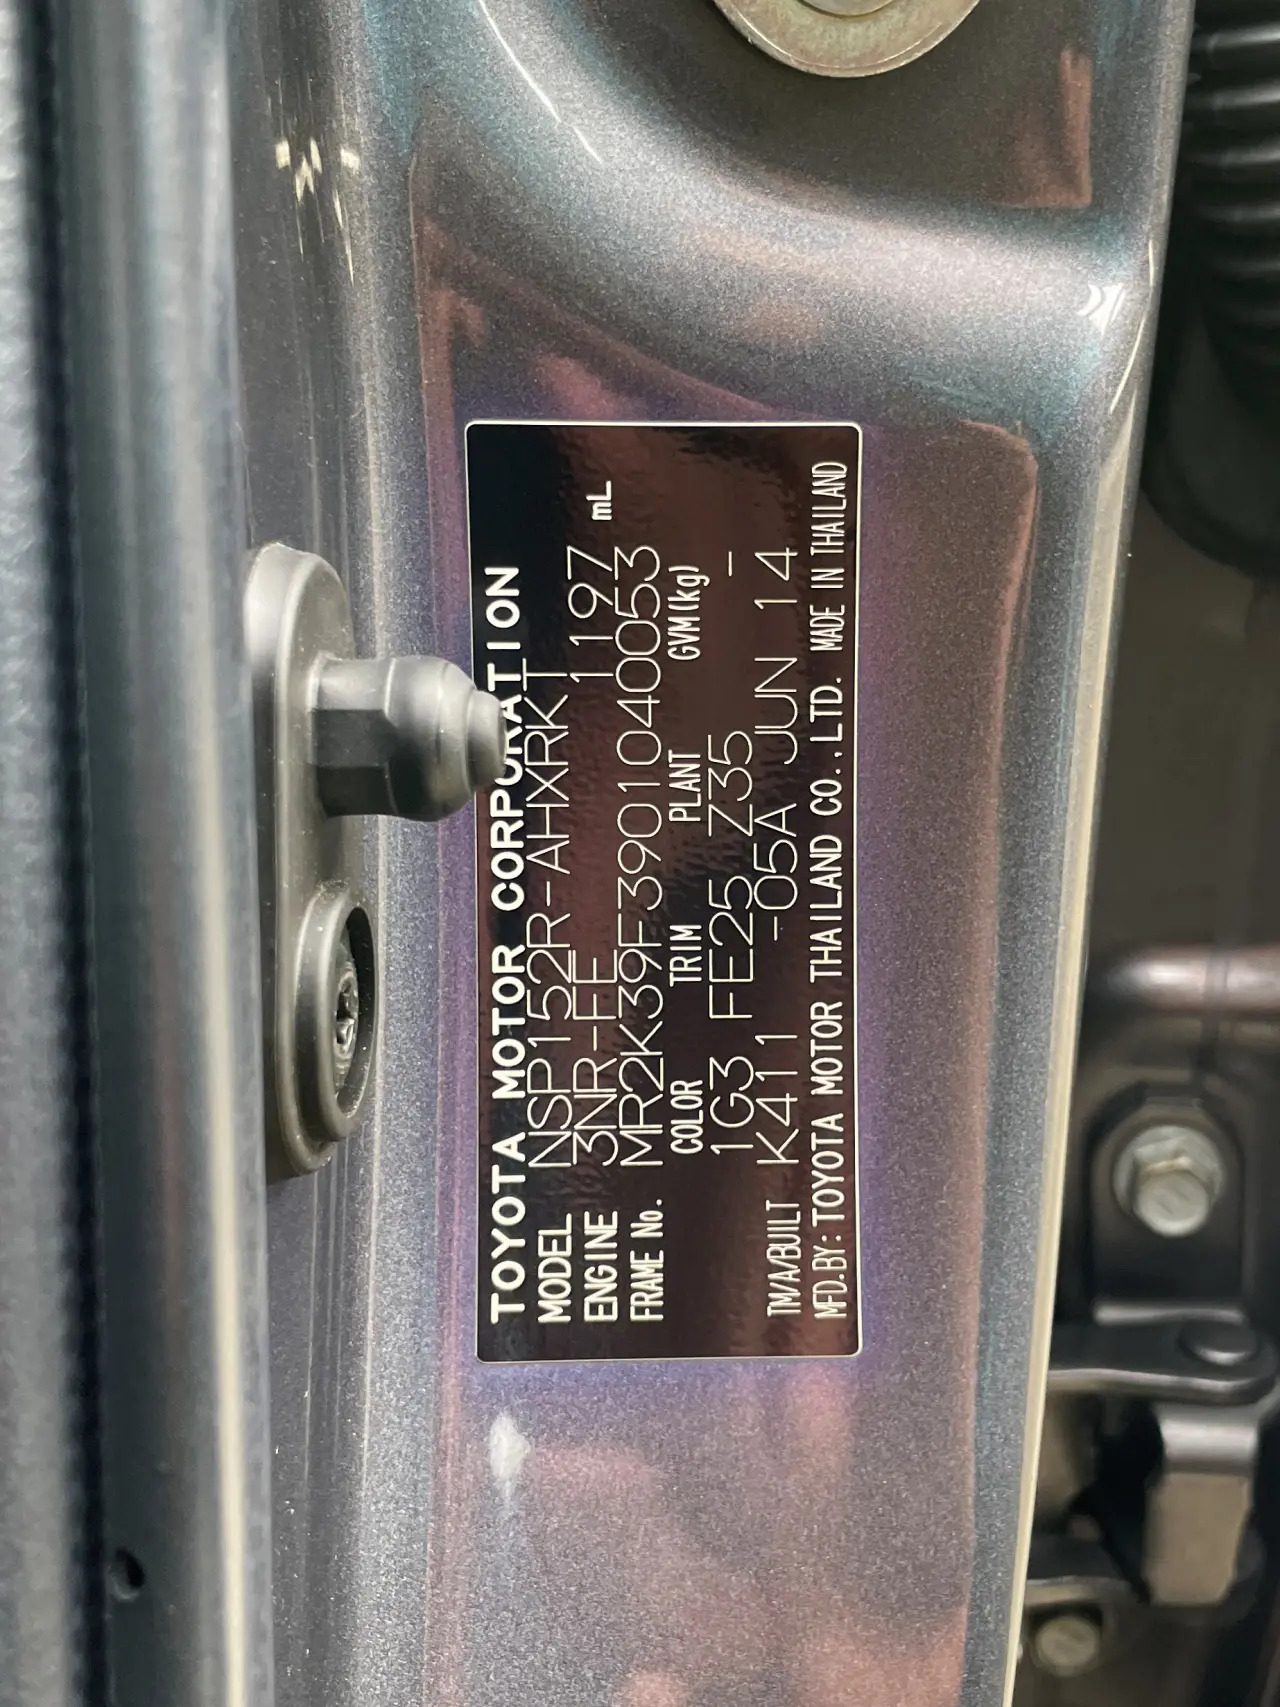 TOYOTA MOTOR CORPORATION
MODEL NSP152R-AHXRKT
ENGINE 3NR-FE 1197 mL
FRAME No. MR2K39F3901040053
COLOR TRIM PLANT GVM(kg)
1G3 FE25 Z35 -
TM/A/BUILT K411 -05A JUN 14
MFD.BY: TOYOTA MOTOR THAILAND CO.,LTD. MADE IN THAILAND